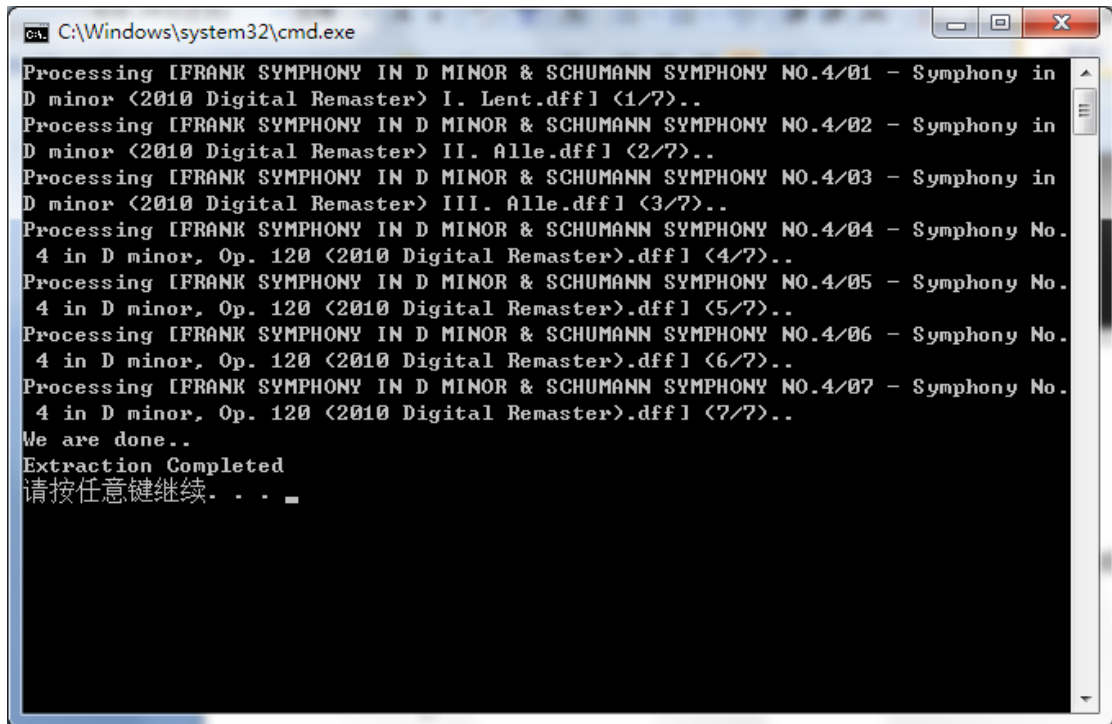 C:\Windows\system32\cmd.exe
Processing [FRANK SYMPHONY IN D MINOR & SCHUMANN SYMPHONY NO.4/01 - Symphony in
D minor (2010 Digital Remaster) I. Lent.dff] (1/7)..
Processing [FRANK SYMPHONY IN D MINOR & SCHUMANN SYMPHONY NO.4/02 - Symphony in
D minor (2010 Digital Remaster) II. Alle.dff] (2/7)..
Processing [FRANK SYMPHONY IN D MINOR & SCHUMANN SYMPHONY NO.4/03 - Symphony in
D minor (2010 Digital Remaster) III. Alle.dff] (3/7)..
Processing [FRANK SYMPHONY IN D MINOR & SCHUMANN SYMPHONY NO.4/04 - Symphony No.
 4 in D minor, Op. 120 (2010 Digital Remaster).dff] (4/7)..
Processing [FRANK SYMPHONY IN D MINOR & SCHUMANN SYMPHONY NO.4/05 - Symphony No.
 4 in D minor, Op. 120 (2010 Digital Remaster).dff] (5/7)..
Processing [FRANK SYMPHONY IN D MINOR & SCHUMANN SYMPHONY NO.4/06 - Symphony No.
 4 in D minor, Op. 120 (2010 Digital Remaster).dff] (6/7)..
Processing [FRANK SYMPHONY IN D MINOR & SCHUMANN SYMPHONY NO.4/07 - Symphony No.
 4 in D minor, Op. 120 (2010 Digital Remaster).dff] (7/7)..
We are done..
Extraction Completed
请按任意键继续. . . _